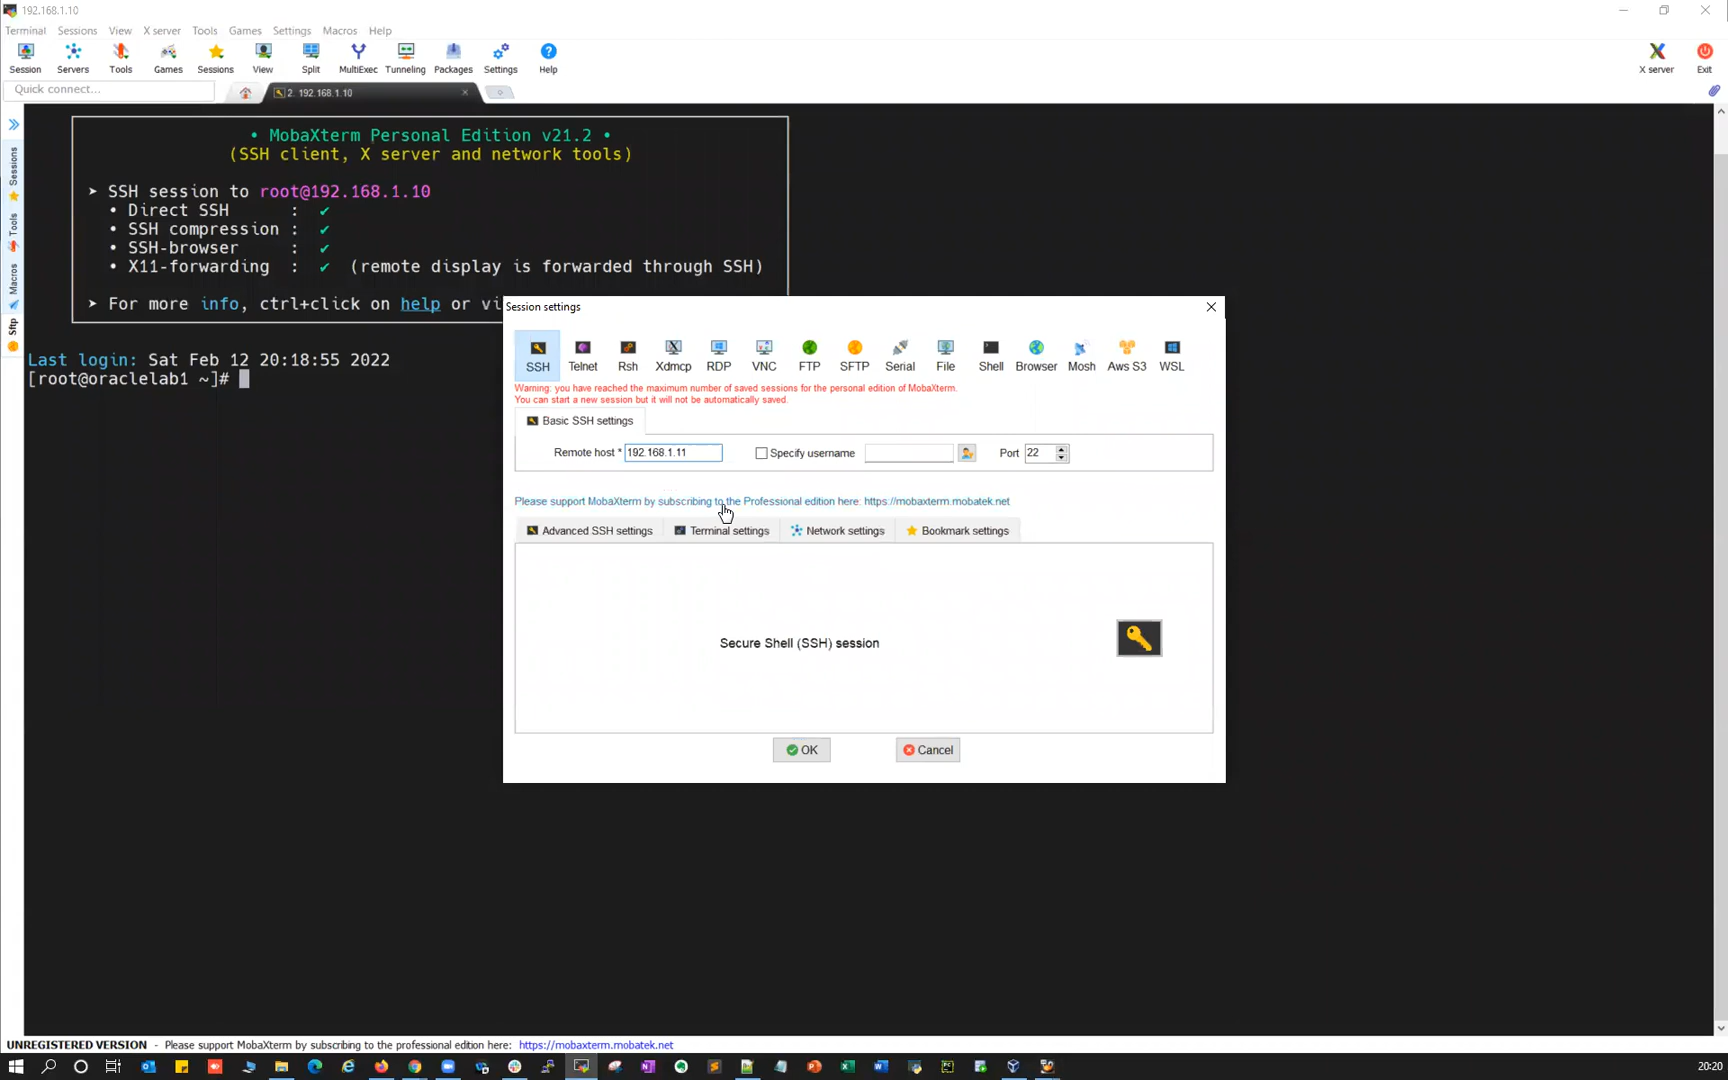 192.168.1.10
Terminal Sessions View X server Tools Games Settings Macros Help
Session Servers Tools Games Sessions View Split MultiExec Tunneling Packages Settings Help X server Exit
Quick connect...
2. 192.168.1.10
Sessions
Tools
Macros
Sftp
• MobaXterm Personal Edition v21.2 •
(SSH client, X server and network tools)
➤ SSH session to root@192.168.1.10
• Direct SSH : ✔
• SSH compression : ✔
• SSH-browser : ✔
• X11-forwarding : ✔ (remote display is forwarded through SSH)
➤ For more info, ctrl+click on help or vi
Last login: Sat Feb 12 20:18:55 2022
[root@oraclelab1 ~]#
Session settings
SSH Telnet Rsh Xdmcp RDP VNC FTP SFTP Serial File Shell Browser Mosh Aws S3 WSL
Warning: you have reached the maximum number of saved sessions for the personal edition of MobaXterm.
You can start a new session but it will not be automatically saved.
Basic SSH settings
Remote host * 192.168.1.11 Specify username Port 22
Please support MobaXterm by subscribing to the Professional edition here: https://mobaxterm.mobatek.net
Advanced SSH settings Terminal settings Network settings Bookmark settings
Secure Shell (SSH) session
OK Cancel
UNREGISTERED VERSION - Please support MobaXterm by subscribing to the professional edition here: https://mobaxterm.mobatek.net
20:20